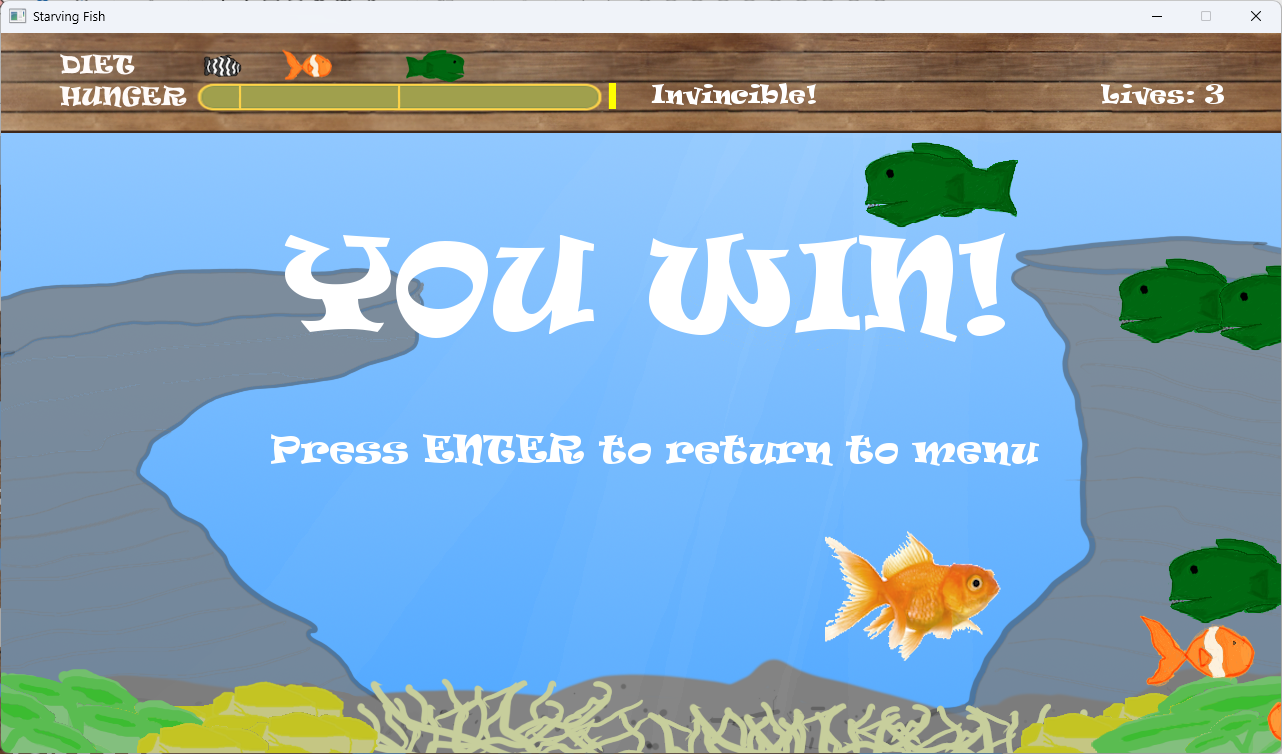 Starving Fish
DIET
HUNGER
Invincible!
Lives: 3
YOU WIN!
Press ENTER to return to menu